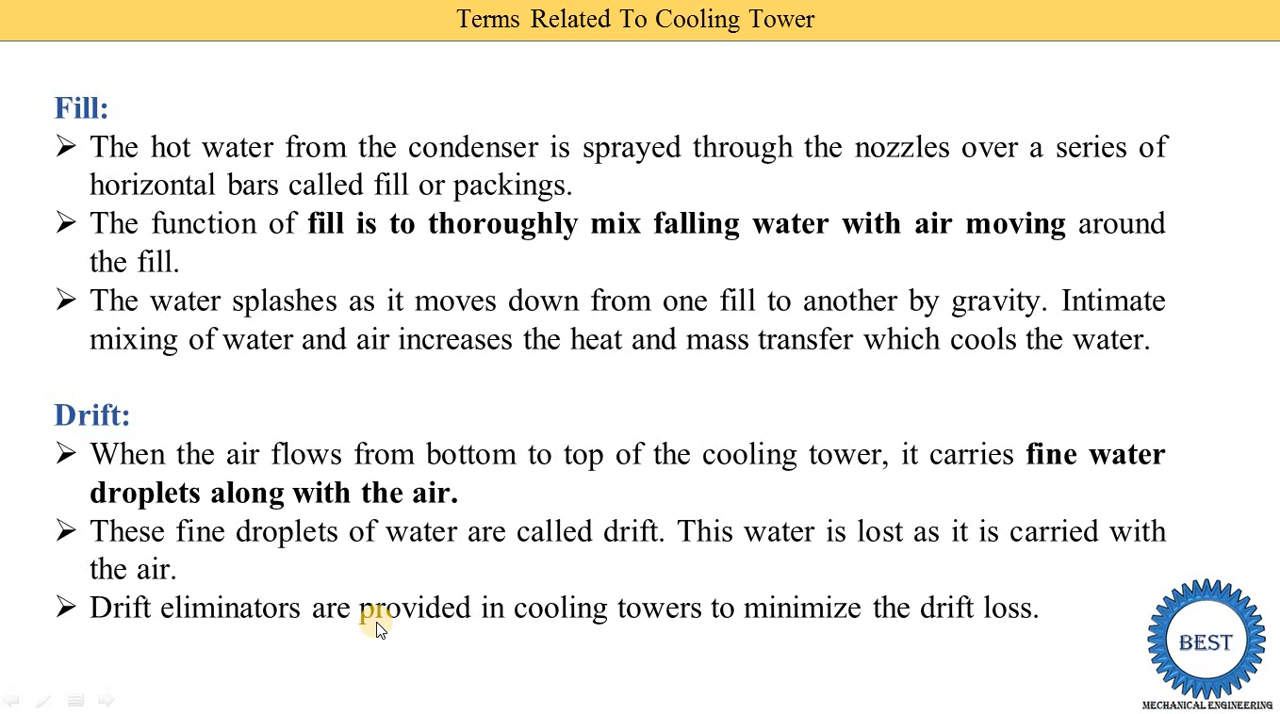 Terms Related To Cooling Tower
Fill:
➢ The hot water from the condenser is sprayed through the nozzles over a series of
horizontal bars called fill or packings.
➢ The function of fill is to thoroughly mix falling water with air moving around
the fill.
➢ The water splashes as it moves down from one fill to another by gravity. Intimate
mixing of water and air increases the heat and mass transfer which cools the water.
Drift:
➢ When the air flows from bottom to top of the cooling tower, it carries fine water
droplets along with the air.
➢ These fine droplets of water are called drift. This water is lost as it is carried with
the air.
➢ Drift eliminators are provided in cooling towers to minimize the drift loss.
BEST
MECHANICAL ENGINEERING